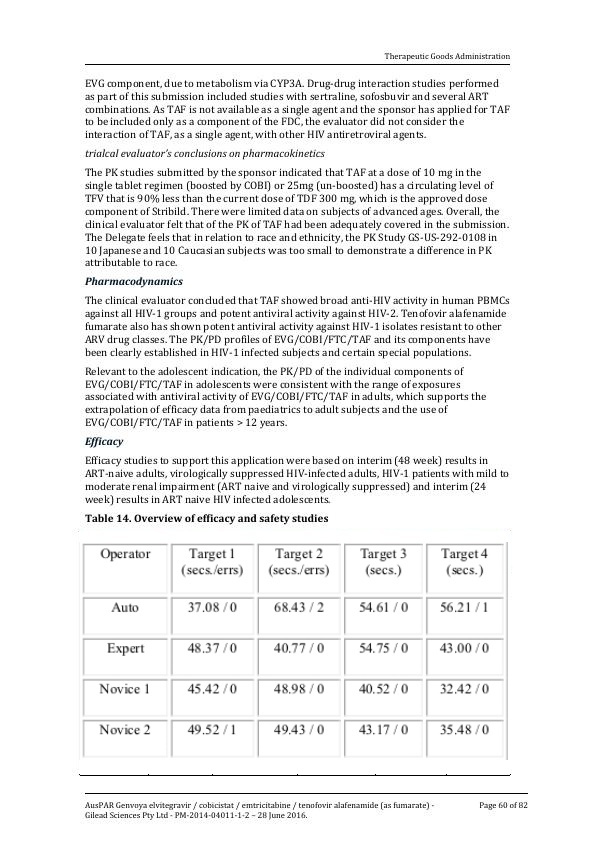 Therapeutic Goods Administration
EVG component, due to metabolism via CYP3A. Drug-drug interaction studies performed
as part of this submission included studies with sertraline, sofosbuvir and several ART
combinations. As TAF is not available as a single agent and the sponsor has applied for TAF
to be included only as a component of the FDC, the evaluator did not consider the
interaction of TAF, as a single agent, with other HIV antiretroviral agents.
trialcal evaluator's conclusions on pharmacokinetics
The PK studies submitted by the sponsor indicated that TAF at a dose of 10 mg in the
single tablet regimen (boosted by COBI) or 25mg (un-boosted) has a circulating level of
TFV that is 90% less than the current dose of TDF 300 mg, which is the approved dose
component of Stribild. There were limited data on subjects of advanced ages. Overall, the
clinical evaluator felt that of the PK of TAF had been adequately covered in the submission.
The Delegate feels that in relation to race and ethnicity, the PK Study GS-US-292-0108 in
10 Japanese and 10 Caucasian subjects was too small to demonstrate a difference in PK
attributable to race.
Pharmacodynamics
The clinical evaluator concluded that TAF showed broad anti-HIV activity in human PBMCs
against all HIV-1 groups and potent antiviral activity against HIV-2. Tenofovir alafenamide
fumarate also has shown potent antiviral activity against HIV-1 isolates resistant to other
ARV drug classes. The PK/PD profiles of EVG/COBI/FTC/TAF and its components have
been clearly established in HIV-1 infected subjects and certain special populations.
Relevant to the adolescent indication, the PK/PD of the individual components of
EVG/COBI/FTC/TAF in adolescents were consistent with the range of exposures
associated with antiviral activity of EVG/COBI/FTC/TAF in adults, which supports the
extrapolation of efficacy data from paediatrics to adult subjects and the use of
EVG/COBI/FTC/TAF in patients > 12 years.
Efficacy
Efficacy studies to support this application were based on interim (48 week) results in
ART-naive adults, virologically suppressed HIV-infected adults, HIV-1 patients with mild to
moderate renal impairment (ART naive and virologically suppressed) and interim (24
week) results in ART naive HIV infected adolescents.
Table 14. Overview of efficacy and safety studies
Operator Target 1 Target 2 Target 3 Target 4
(secs./errs) (secs./errs) (secs.) (secs.)
Auto 37.08 / 0 68.43 / 2 54.61 / 0 56.21 / 1
Expert 48.37 / 0 40.77 / 0 54.75 / 0 43.00 / 0
Novice 1 45.42 / 0 48.98 / 0 40.52 / 0 32.42 / 0
Novice 2 49.52 / 1 49.43 / 0 43.17 / 0 35.48 / 0
AusPAR Genvoya elvitegravir / cobicistat / emtricitabine / tenofovir alafenamide (as fumarate) - Page 60 of 82
Gilead Sciences Pty Ltd - PM-2014-04011-1-2 – 28 June 2016.